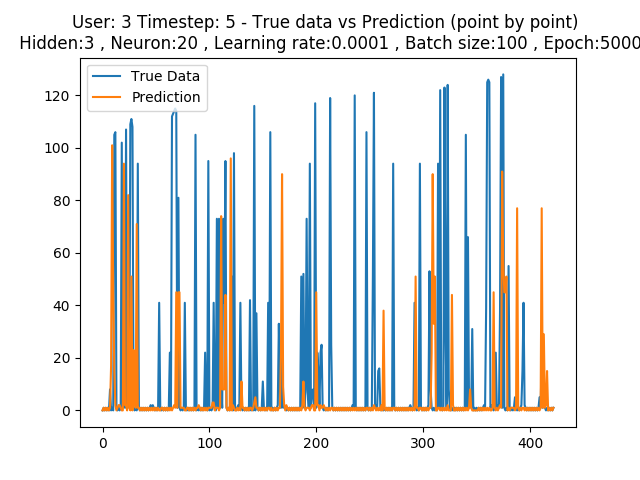 User: 3 Timestep: 5 - True data vs Prediction (point by point)
Hidden:3 , Neuron:20 , Learning rate:0.0001 , Batch size:100 , Epoch:5000
True Data
Prediction
120
100
80
60
40
20
0
0 100 200 300 400